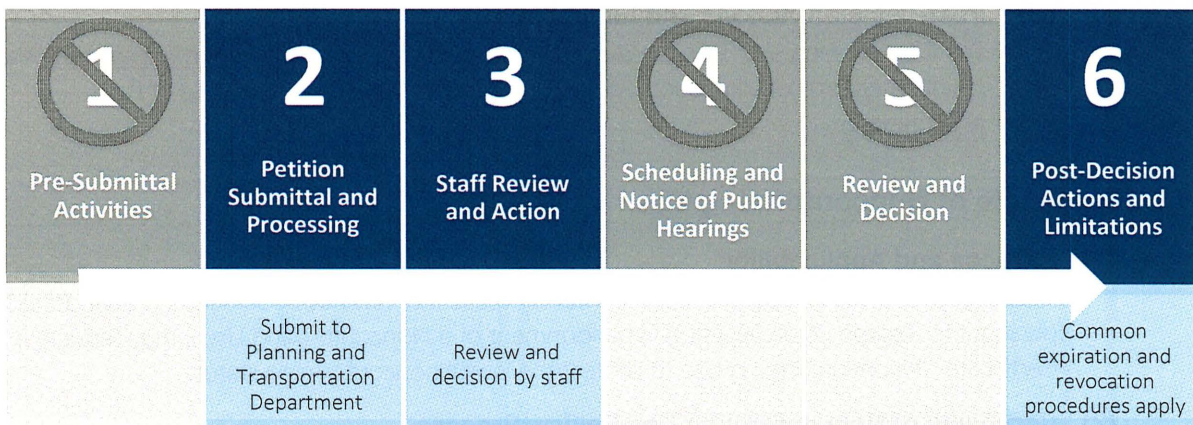 1
Pre-Submittal
Activities
2
Petition
Submittal and
Processing
3
Staff Review
and Action
4
Scheduling and
Notice of Public
Hearings
5
Review and
Decision
6
Post-Decision
Actions and
Limitations
Submit to
Planning and
Transportation
Department
Review and
decision by staff
Common
expiration and
revocation
procedures apply